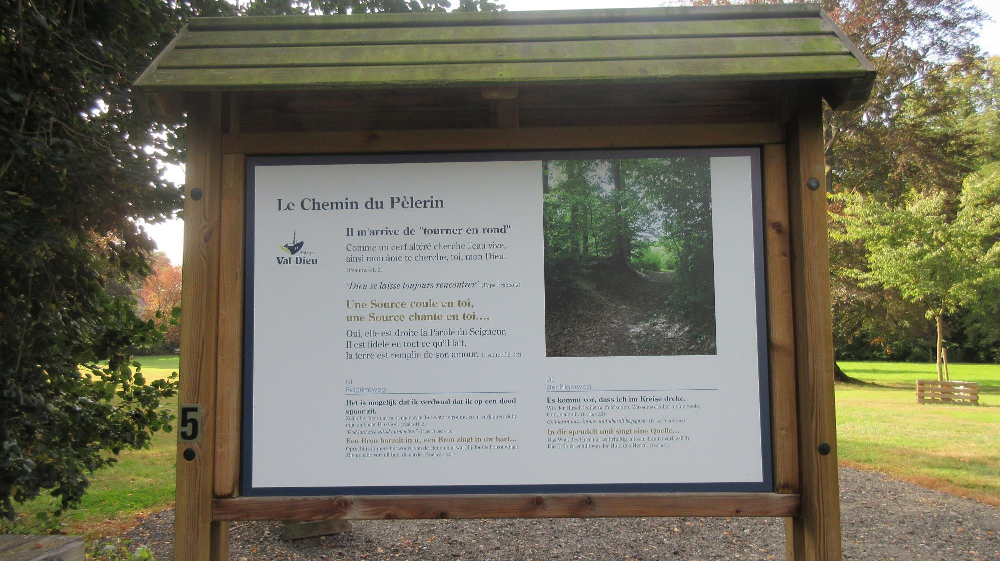 Le Chemin du Pèlerin
Abbaye
Val-Dieu
Il m'arrive de "tourner en rond"
Comme un cerf altéré cherche l'eau vive,
ainsi mon âme te cherche, toi, mon Dieu.
(Psaume 41, 2)
"Dieu se laisse toujours rencontrer" (Pape François)
Une Source coule en toi,
une Source chante en toi...,
Oui, elle est droite la Parole du Seigneur,
Il est fidèle en tout ce qu'il fait,
la terre est remplie de son amour. (Psaume 32, 12)
NL
Pelgrimsweg
Het is mogelijk dat ik verdwaal dat ik op een dood
spoor zit.
Zoals het hert dat richt naar waar het water stroomt, zo in verlangen richt
mijn ziel naar U, o God. (Psalm 41, 2)
"God laat zich altijd ontmoeten." (Paus Franciscus)
Een Bron borrelt in u, een Bron zingt in uw hart...
Oprecht is immers het woord van de Heer, en al wat Hij doet is betrouwbaar.
Zijn genade vervult heel de aarde. (Psalm 32, 4.5b)
DE
Der Pilgerweg
Es kommt vor, dass ich im Kreise drehe.
Wie der Hirsch lechzt nach frischem Wasser,so lechzt meine Seele,
Gott, nach dir. (Psalm 42,2)
Gott kann man immer und überall begegnen. (Papst Franziskus)
In dir sprudelt und singt eine Quelle...
Das Wort des Herrn ist wahrhaftig, all sein Tun ist verlässlich.
Die Erde ist erfüllt von der Huld des Herrn. (Psalm 33)
5